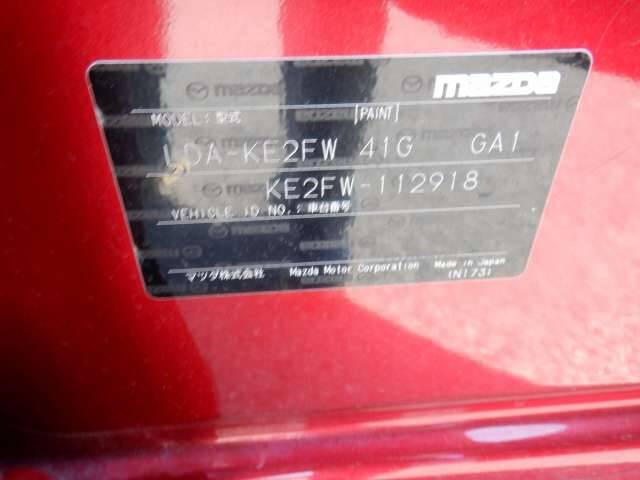 mazda
MODEL : 型式 [PAINT]
LDA-KE2FW 41G GA1
KE2FW-112918
VEHICLE ID NO. : 車台番号
マツダ株式会社 Mazda Motor Corporation Made in Japan
(N173)